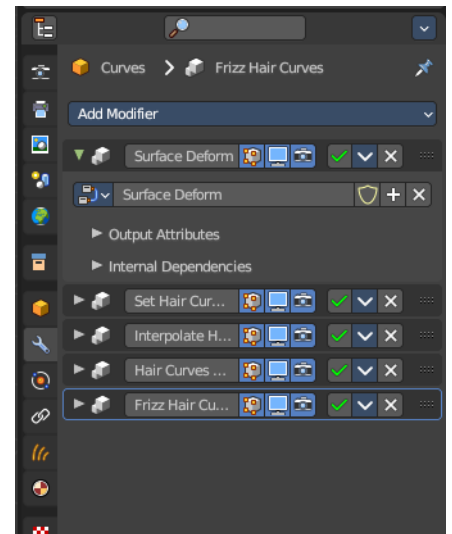 Curves Frizz Hair Curves
Add Modifier
Surface Deform
Surface Deform
Output Attributes
Internal Dependencies
Set Hair Cur...
Interpolate H...
Hair Curves ...
Frizz Hair Cu...